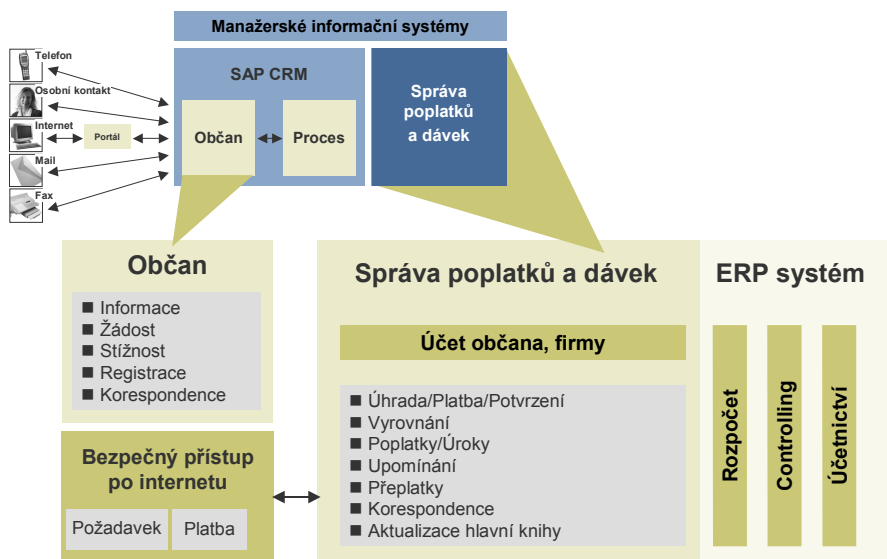 Manažerské informační systémy
Telefon
Osobní kontakt
Internet
Portál
Mail
Fax
SAP CRM
Občan
Proces
Správa
poplatků
a dávek
Občan
Informace
Žádost
Stížnost
Registrace
Korespondence
Bezpečný přístup
po internetu
Požadavek
Platba
Správa poplatků a dávek
Účet občana, firmy
Úhrada/Platba/Potvrzení
Vyrovnání
Poplatky/Úroky
Upomínání
Přeplatky
Korespondence
Aktualizace hlavní knihy
ERP systém
Rozpočet
Controlling
Účetnictví